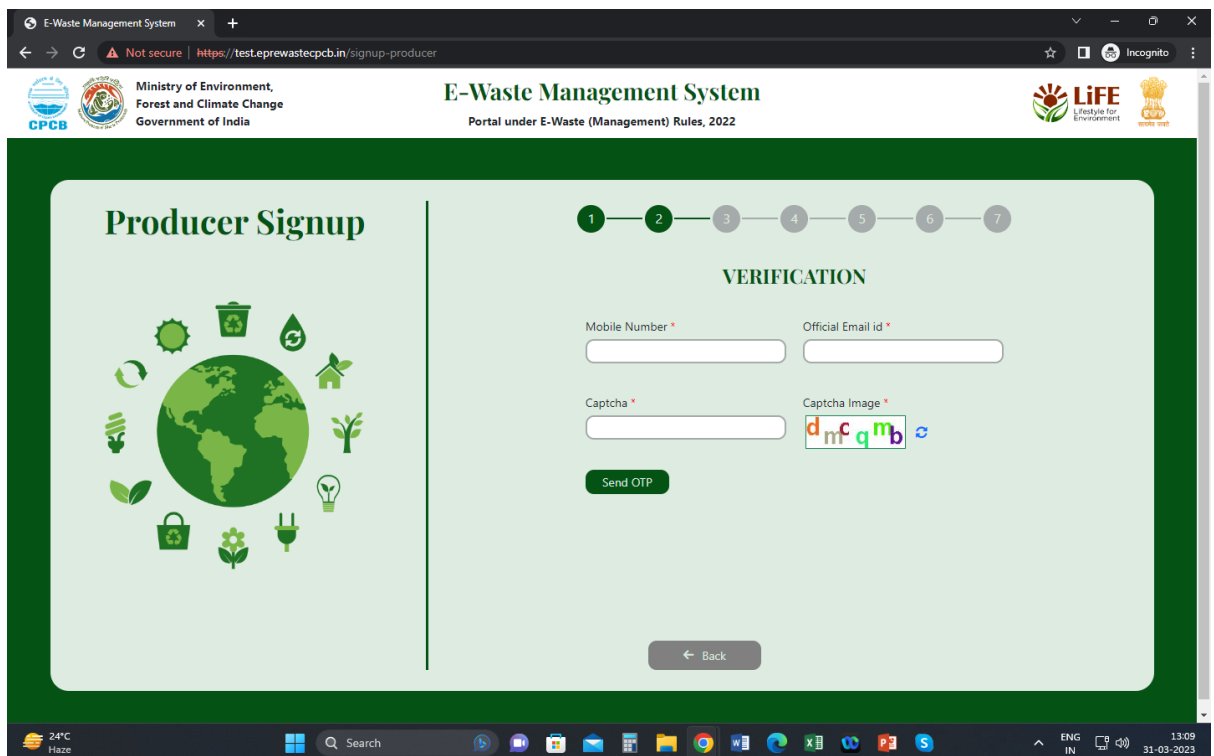 E-Waste Management System
Not secure | https://test.eprewastecpcb.in/signup-producer
Incognito
CPCB
Ministry of Environment,
Forest and Climate Change
Government of India
E-Waste Management System
Portal under E-Waste (Management) Rules, 2022
LiFE
Lifestyle for
Environment
सत्यमेव जयते
Producer Signup
1 2 3 4 5 6 7
VERIFICATION
Mobile Number *
Official Email id *
Captcha *
Captcha Image *
dmcqmb
Send OTP
← Back
24°C
Haze
Search
ENG
IN
13:09
31-03-2023